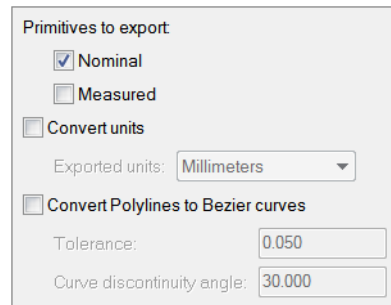 Primitives to export:
Nominal
Measured
Convert units
Exported units: Millimeters
Convert Polylines to Bezier curves
Tolerance: 0.050
Curve discontinuity angle: 30.000